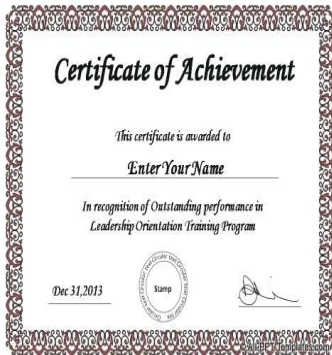 Certificate of Achievement
This certificate is awarded to
Enter Your Name
In recognition of Outstanding performance in
Leadership Orientation Training Program
Dec 31,2013
Stamp